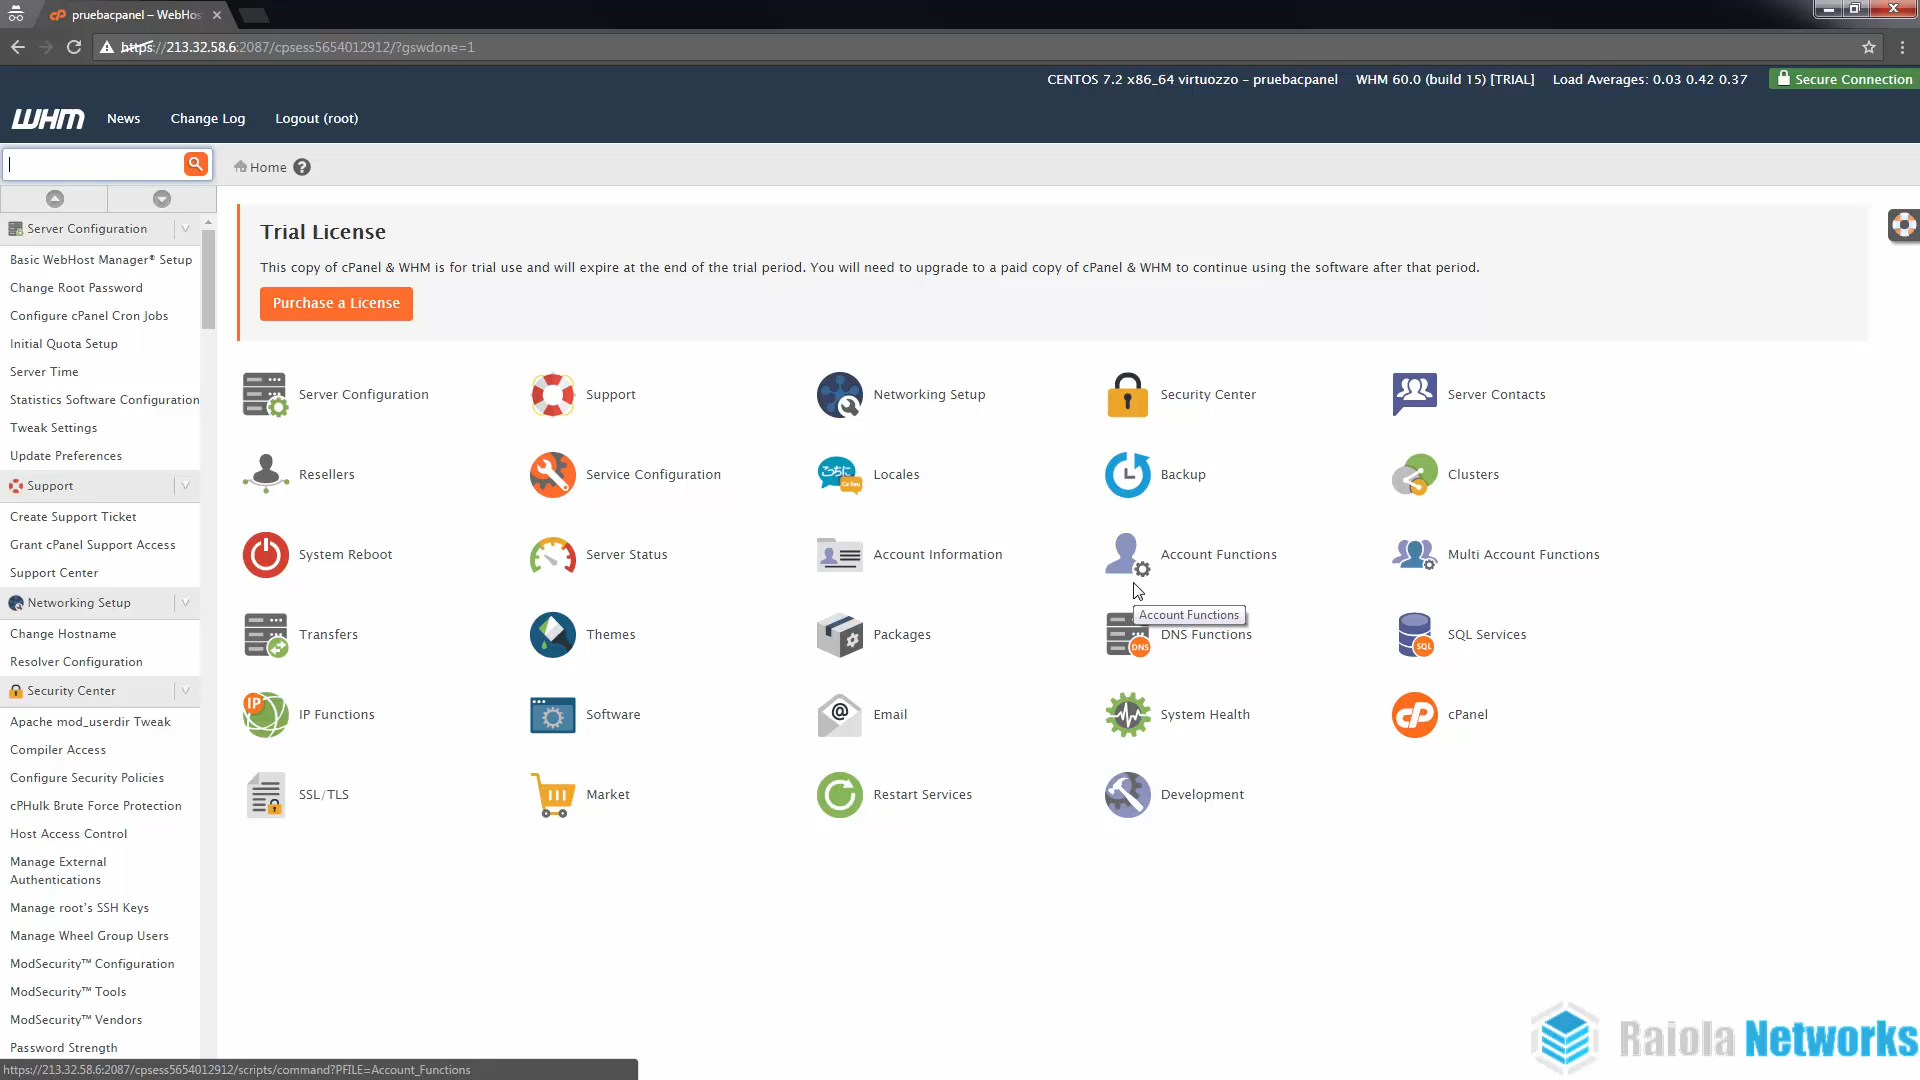 pruebacpanel – WebHos
https://213.32.58.6:2087/cpsess5654012912/?gswdone=1
CENTOS 7.2 x86_64 virtuozzo – pruebacpanel WHM 60.0 (build 15) [TRIAL] Load Averages: 0.03 0.42 0.37 Secure Connection
WHM News Change Log Logout (root)
Home
Server Configuration
Basic WebHost Manager® Setup
Change Root Password
Configure cPanel Cron Jobs
Initial Quota Setup
Server Time
Statistics Software Configuration
Tweak Settings
Update Preferences
Support
Create Support Ticket
Grant cPanel Support Access
Support Center
Networking Setup
Change Hostname
Resolver Configuration
Security Center
Apache mod_userdir Tweak
Compiler Access
Configure Security Policies
cPHulk Brute Force Protection
Host Access Control
Manage External
Authentications
Manage root's SSH Keys
Manage Wheel Group Users
ModSecurity™ Configuration
ModSecurity™ Tools
ModSecurity™ Vendors
Password Strength
Trial License
This copy of cPanel & WHM is for trial use and will expire at the end of the trial period. You will need to upgrade to a paid copy of cPanel & WHM to continue using the software after that period.
Purchase a License
Server Configuration Support Networking Setup Security Center Server Contacts
Resellers Service Configuration Locales Backup Clusters
System Reboot Server Status Account Information Account Functions Multi Account Functions
Account Functions
Transfers Themes Packages DNS DNS Functions SQL SQL Services
IP IP Functions Software @ Email System Health cP cPanel
SSL/TLS Market Restart Services Development
Raiola Networks
https://213.32.58.6:2087/cpsess5654012912/scripts/command?PFILE=Account_Functions